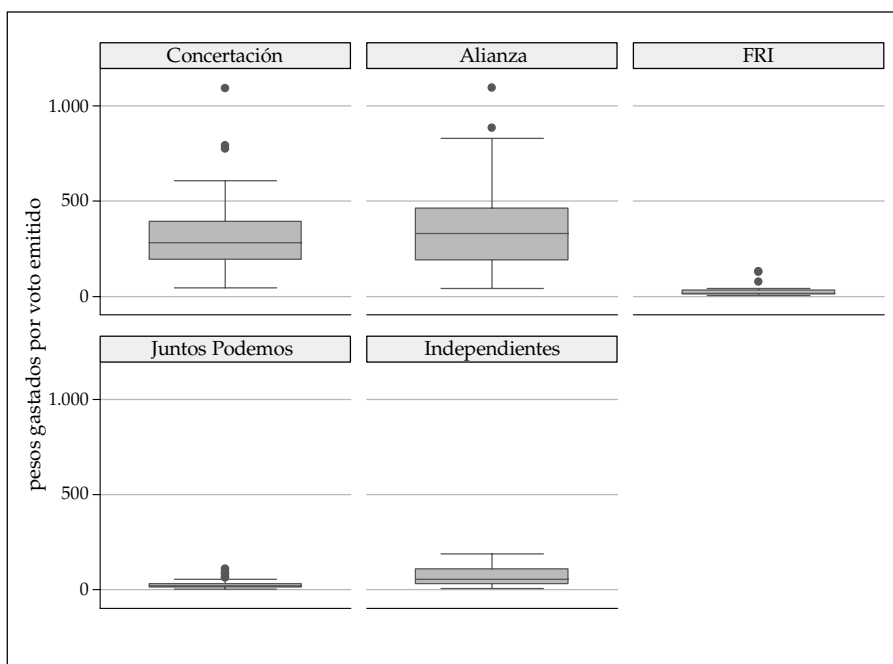 Concertación
Alianza
FRI
1.000
500
0
pesos gastados por voto emitido
Juntos Podemos
Independientes
1.000
500
0